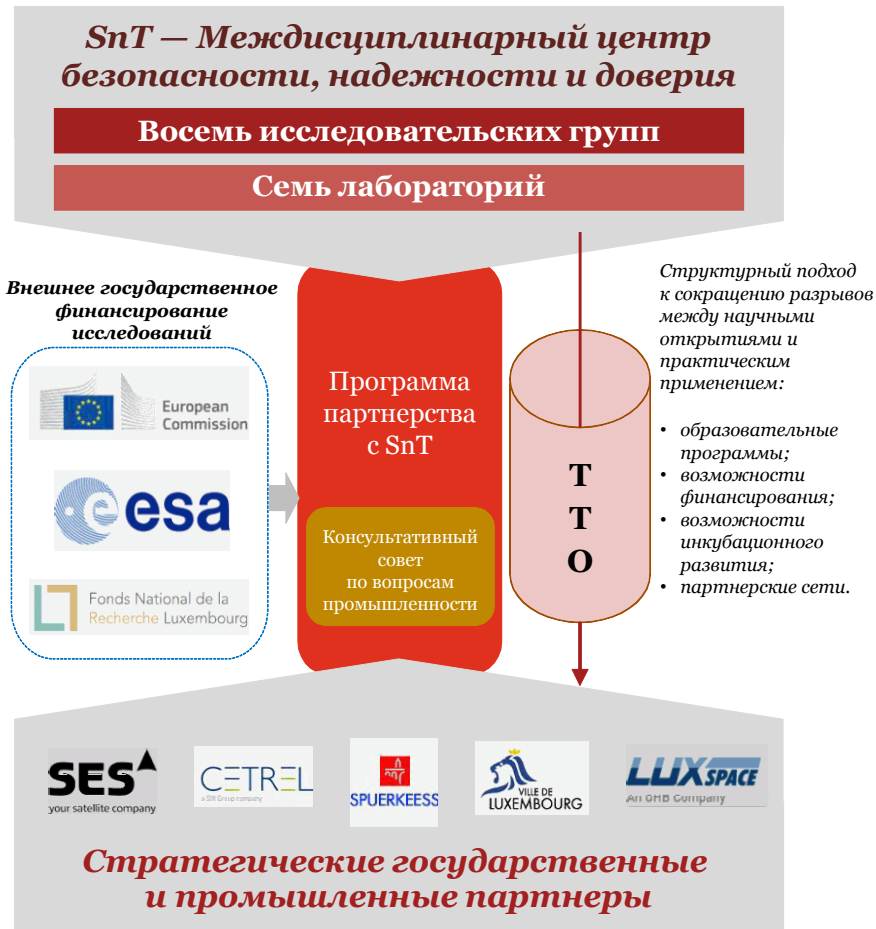 SnT — Междисциплинарный центр
безопасности, надежности и доверия
Восемь исследовательских групп
Семь лабораторий
Внешнее государственное
финансирование
исследований
European
Commission
esa
Fonds National de la
Recherche Luxembourg
Программа
партнерства
с SnT
Консультативный
совет
по вопросам
промышленности
Т
Т
О
Структурный подход
к сокращению разрывов
между научными
открытиями и
практическим
применением:
• образовательные
программы;
• возможности
финансирования;
• возможности
инкубационного
развития;
• партнерские сети.
SES
your satellite company
CETREL
a SIX Group company
SPUERKEESS
VILLE DE
LUXEMBOURG
LUXSPACE
An OHB Company
Стратегические государственные
и промышленные партнеры